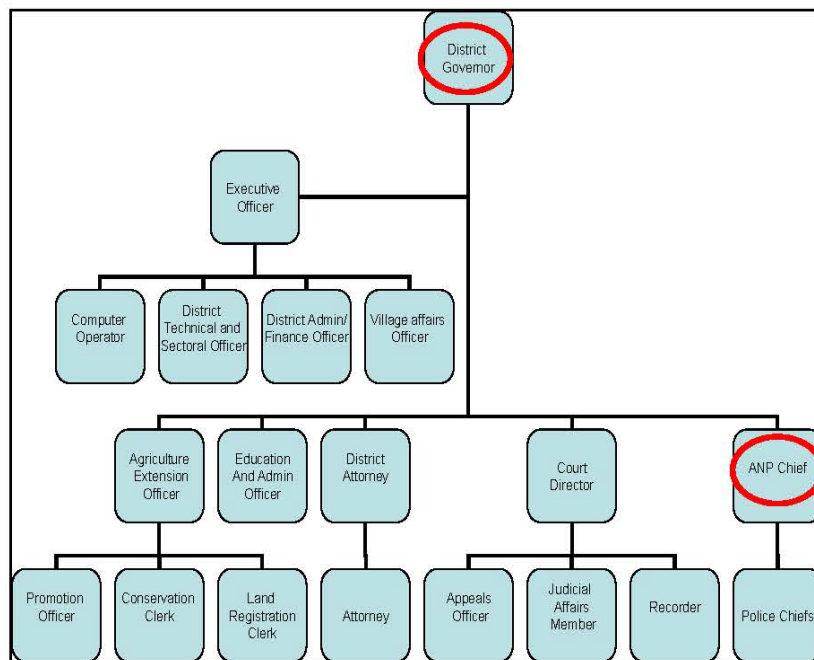 District
Governor
Executive
Officer
Computer
Operator
District
Technical and
Sectoral Officer
District Admin/
Finance Officer
Village affairs
Officer
Agriculture
Extension
Officer
Education
And Admin
Officer
District
Attorney
Court
Director
ANP Chief
Promotion
Officer
Conservation
Clerk
Land
Registration
Clerk
Attorney
Appeals
Officer
Judicial
Affairs
Member
Recorder
Police Chiefs